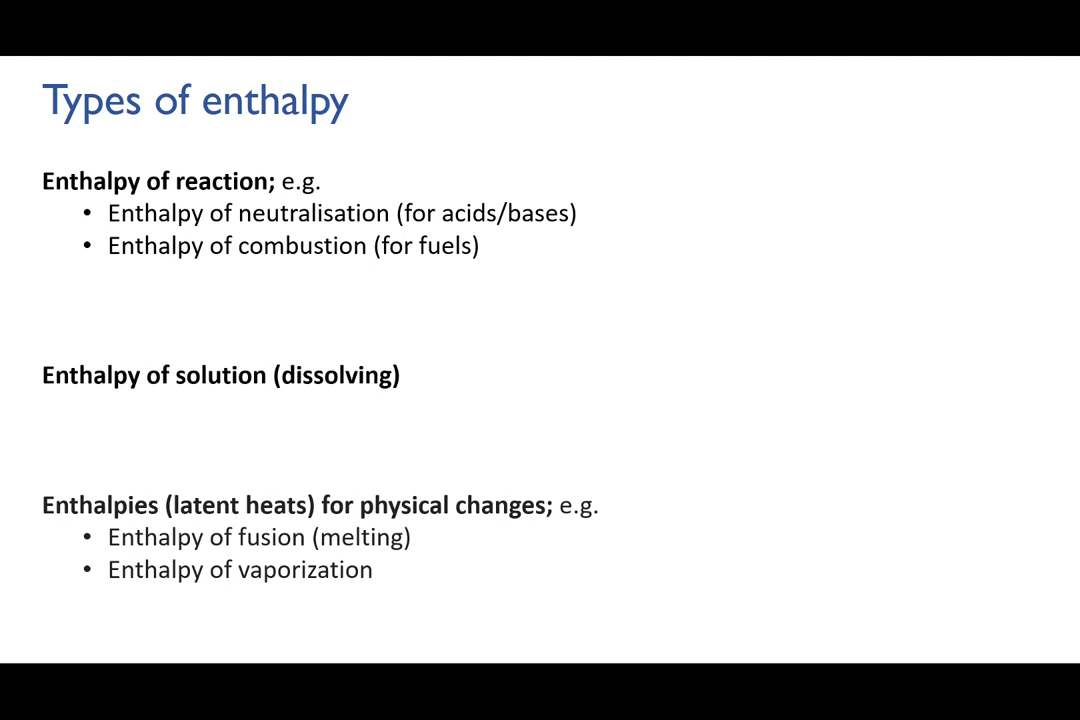 Types of enthalpy
Enthalpy of reaction; e.g.
• Enthalpy of neutralisation (for acids/bases)
• Enthalpy of combustion (for fuels)
Enthalpy of solution (dissolving)
Enthalpies (latent heats) for physical changes; e.g.
• Enthalpy of fusion (melting)
• Enthalpy of vaporization